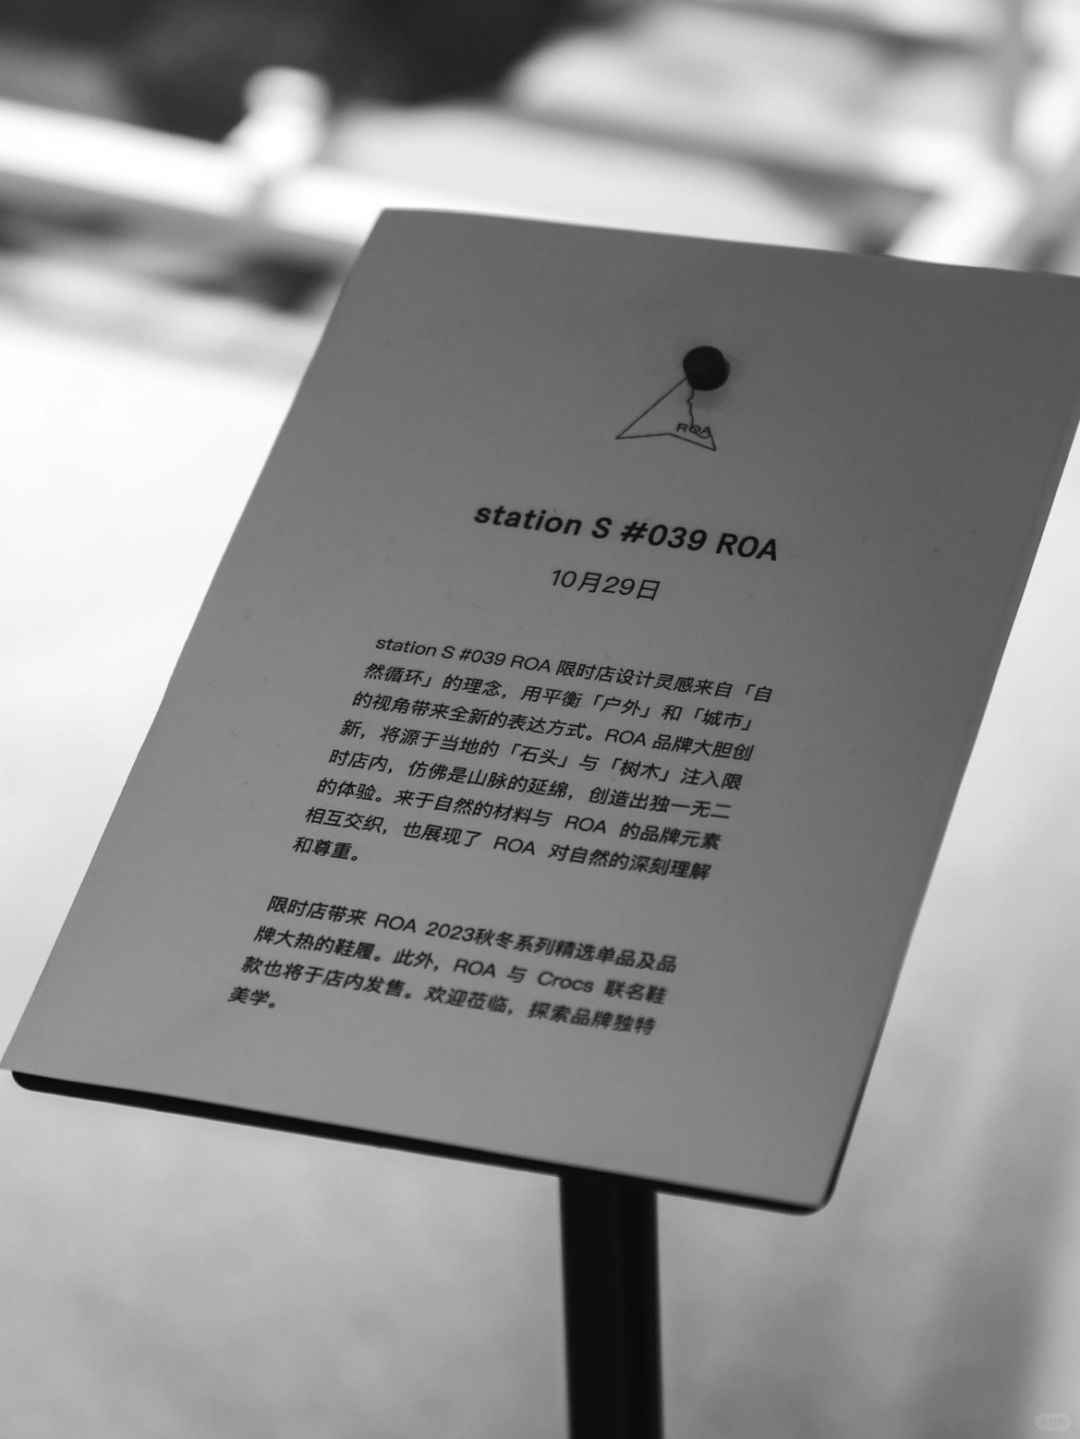 ROA
station S #039 ROA
10月29日
station S #039 ROA 限时店设计灵感来自「自
然循环」的理念，用平衡「户外」和「城市」
的视角带来全新的表达方式。ROA 品牌大胆创
新，将源于当地的「石头」与「树木」注入限
时店内，仿佛是山脉的延绵，创造出独一无二
的体验。来于自然的材料与 ROA 的品牌元素
相互交织，也展现了 ROA 对自然的深刻理解
和尊重。
限时店带来 ROA 2023秋冬系列精选单品及品
牌大热的鞋履。此外，ROA 与 Crocs 联名鞋
款也将于店内发售。欢迎莅临，探索品牌独特
美学。
小红书